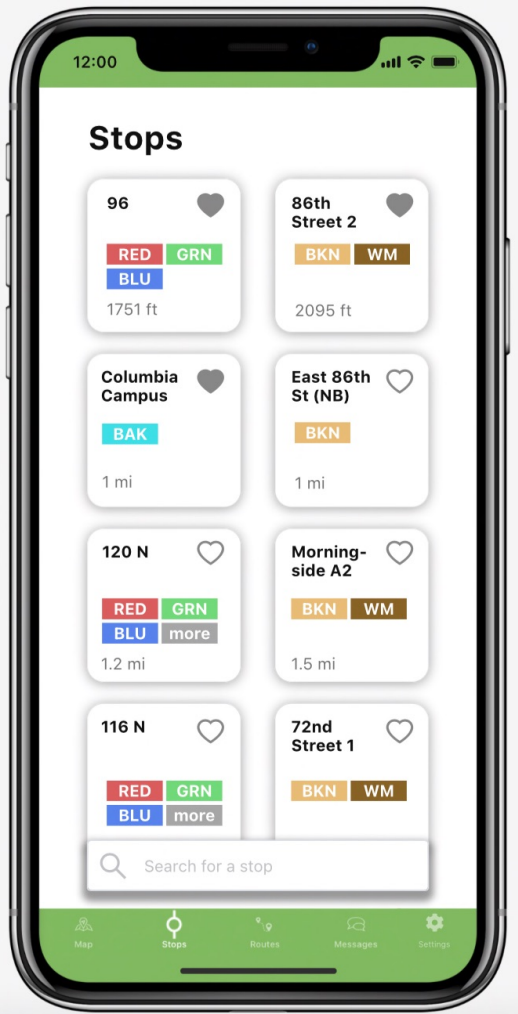 12:00
Stops
96
RED GRN
BLU
1751 ft
86th
Street 2
BKN WM
2095 ft
Columbia
Campus
BAK
1 mi
East 86th
St (NB)
BKN
1 mi
120 N
RED GRN
BLU more
1.2 mi
Morning-
side A2
BKN WM
1.5 mi
116 N
RED GRN
BLU more
72nd
Street 1
BKN WM
Search for a stop
Map Stops Routes Messages Settings